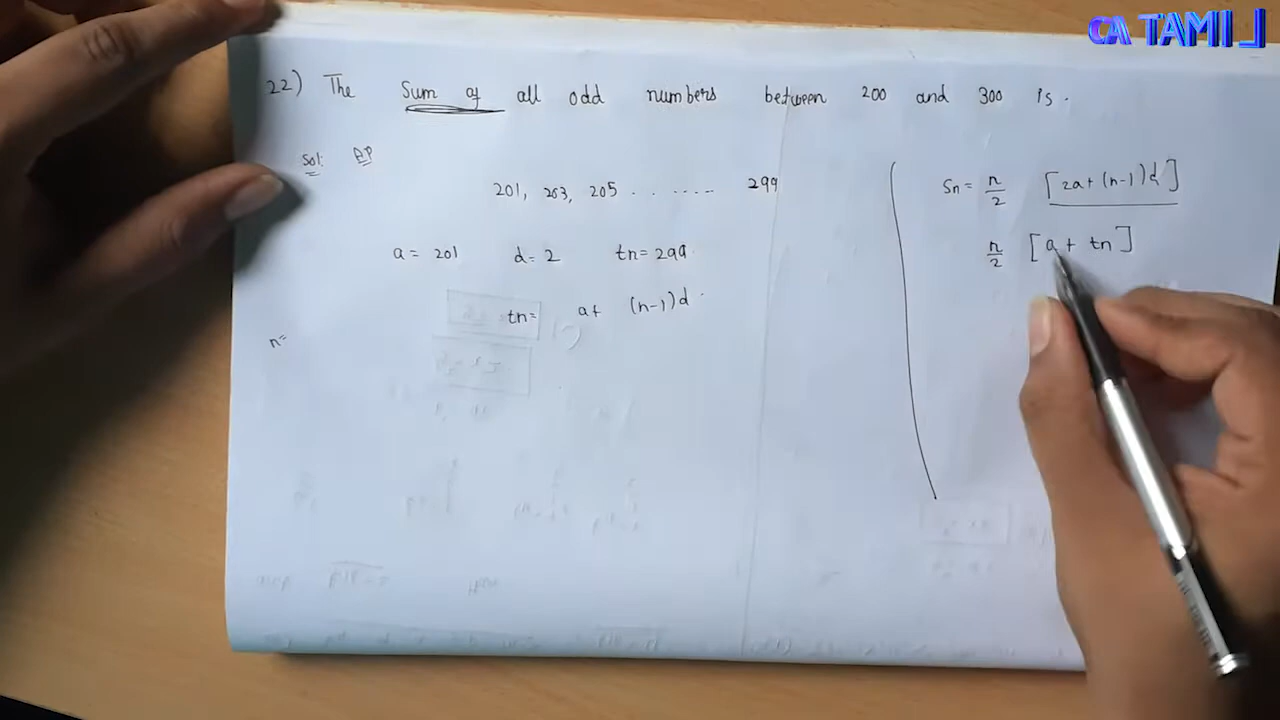 CA TAMIL
22) The Sum of all odd numbers between 200 and 300 is.
Sol: AP
201, 203, 205 . ...... 299
a = 201 d = 2 tn = 299
tn = a + (n-1)d
n =
Sn = n/2 [2a + (n-1)d]
n/2 [a + tn]